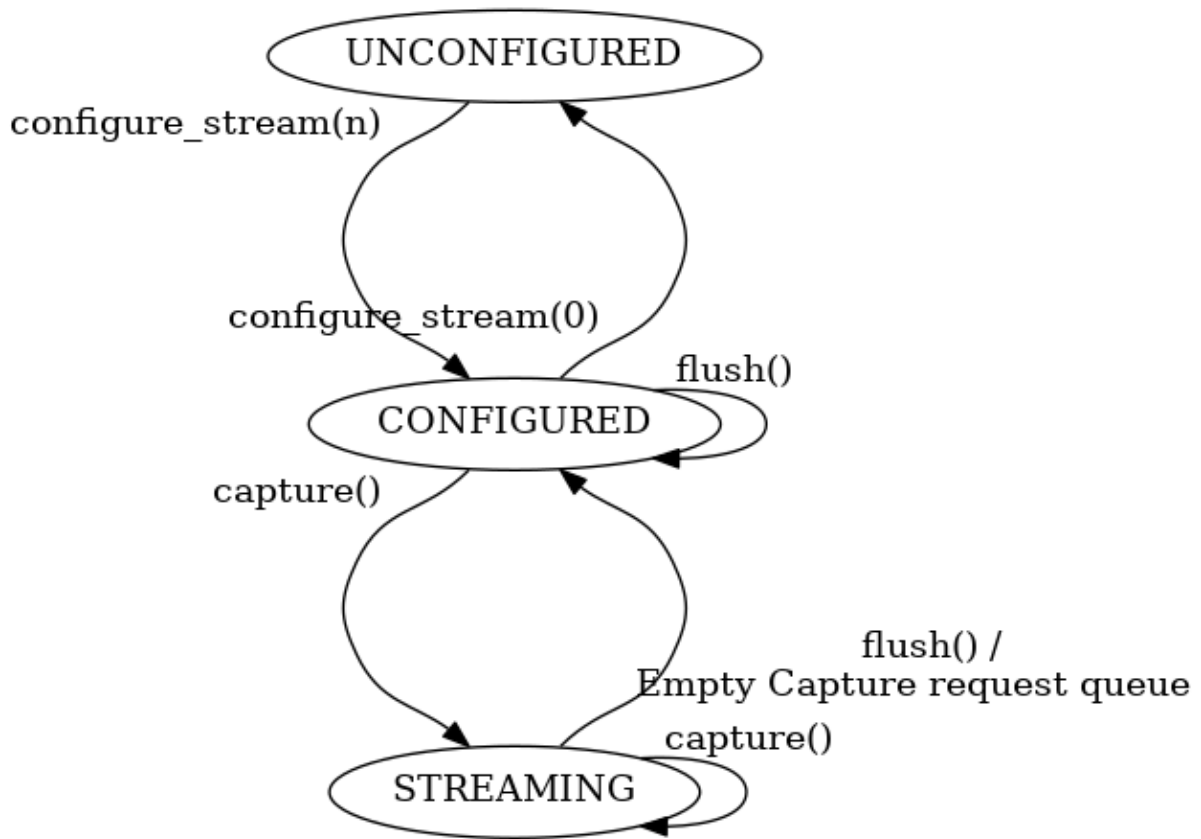 UNCONFIGURED
configure_stream(n)
configure_stream(0)
flush()
CONFIGURED
capture()
flush() /
Empty Capture request queue
capture()
STREAMING